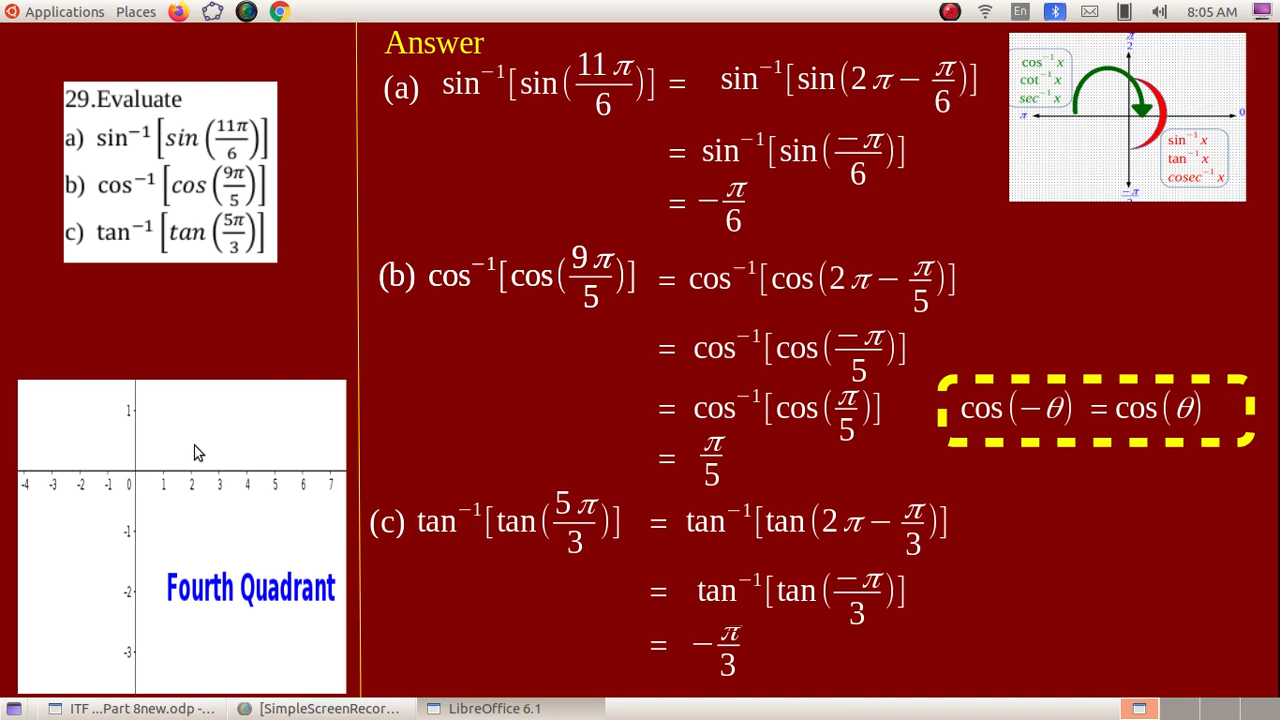 Applications Places En 8:05 AM
29.Evaluate
a) sin⁻¹ [sin (11π/6)]
b) cos⁻¹ [cos (9π/5)]
c) tan⁻¹ [tan (5π/3)]
1
-4 -3 -2 -1 0 1 2 3 4 5 6 7
-1
-2
-3
Fourth Quadrant
Answer
(a) sin⁻¹[sin(11π/6)] = sin⁻¹[sin(2π−π/6)]
= sin⁻¹[sin(−π/6)]
= −π/6
(b) cos⁻¹[cos(9π/5)] = cos⁻¹[cos(2π−π/5)]
= cos⁻¹[cos(−π/5)]
= cos⁻¹[cos(π/5)]
= π/5
cos(−θ) = cos(θ)
(c) tan⁻¹[tan(5π/3)] = tan⁻¹[tan(2π−π/3)]
= tan⁻¹[tan(−π/3)]
= −π/3
π/2
cos⁻¹x
cot⁻¹x
sec⁻¹x
π 0
sin⁻¹x
tan⁻¹x
cosec⁻¹x
−π/2
ITF ...Part 8new.odp -... [SimpleScreenRecor... LibreOffice 6.1